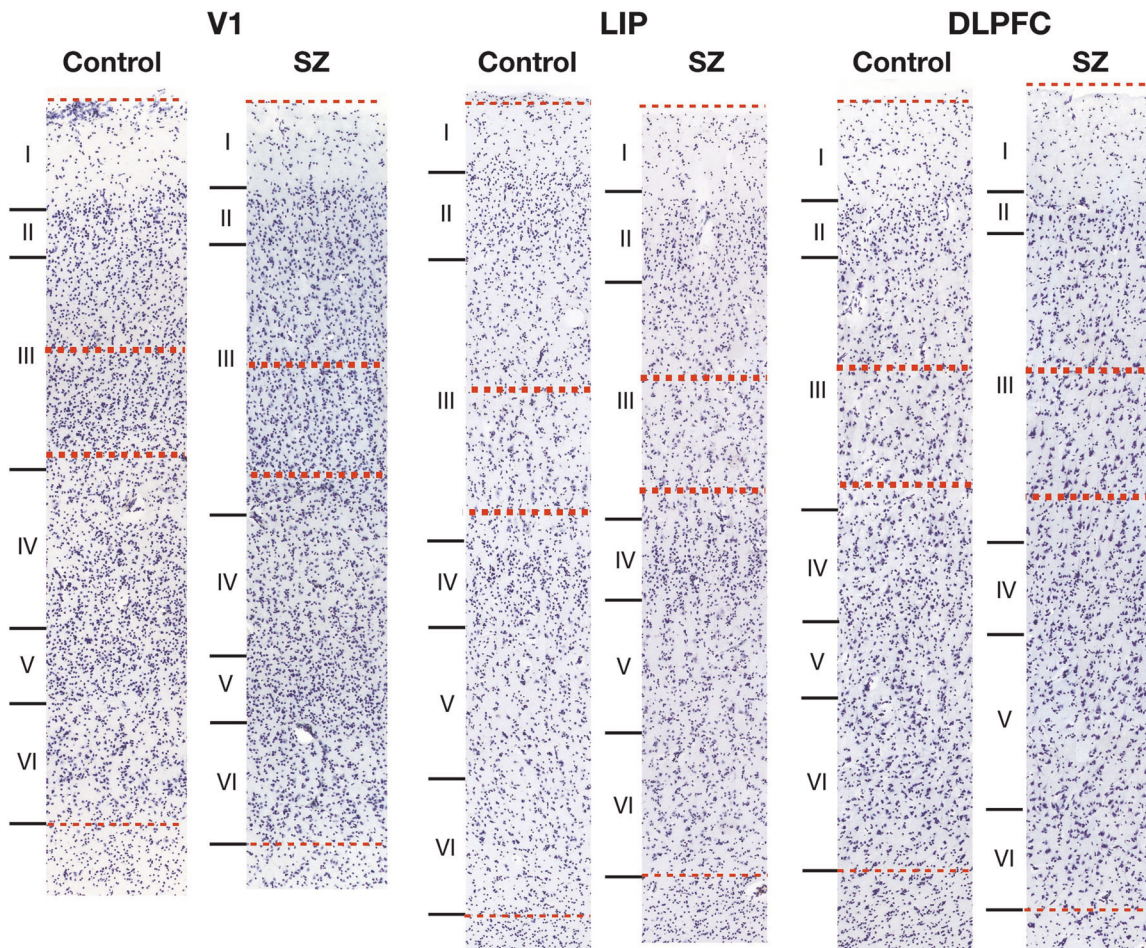 V1 LIP DLPFC
Control SZ Control SZ Control SZ
I I I I I I
II II II II II II
III III III III III III
IV IV IV IV IV IV
V V V V V V
VI VI VI VI VI VI